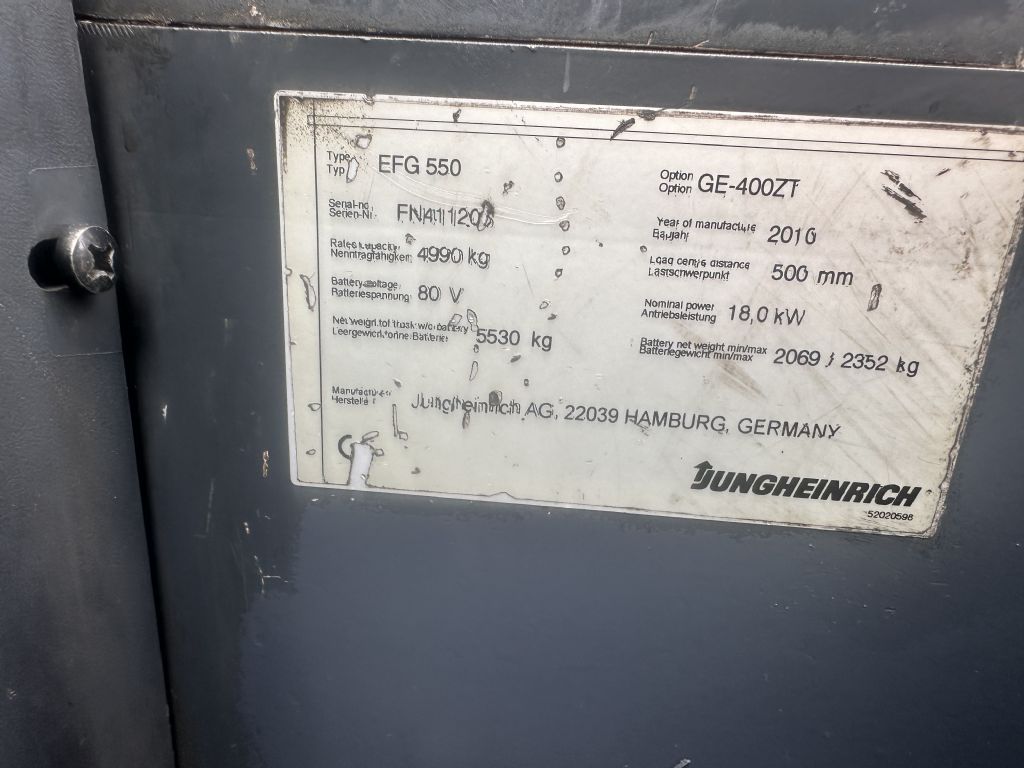 Type
Typ
EFG 550
Option
Option
GE-400ZT
Serial-no.
Serien-Nr.
Year of manufacture
Baujahr
2010
Rated capacity
Nenntragfähigkeit
4990 kg
Load centre distance
Lastschwerpunkt
500 mm
Battery voltage
Batteriespannung
80 V
Nominal power
Antriebsleistung
18,0 kW
Net weight of truck w/o battery
Leergewicht ohne Batterie
5530 kg
Battery net weight min/max
Batteriegewicht min/max
2069 / 2352 kg
Manufacturer
Hersteller
Jungheinrich AG, 22039 HAMBURG, GERMANY
JUNGHEINRICH
52020598